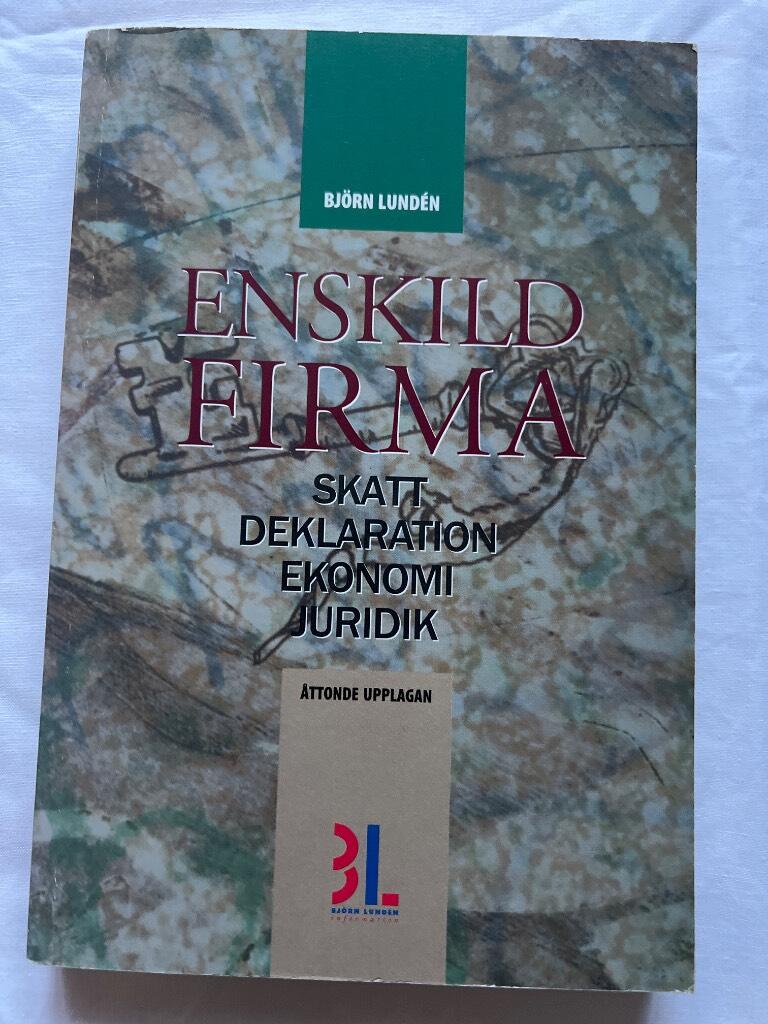 BJÖRN LUNDÉN
ENSKILD
FIRMA
SKATT
DEKLARATION
EKONOMI
JURIDIK
ÅTTONDE UPPLAGAN
BL
BJÖRN LUNDÉN
information